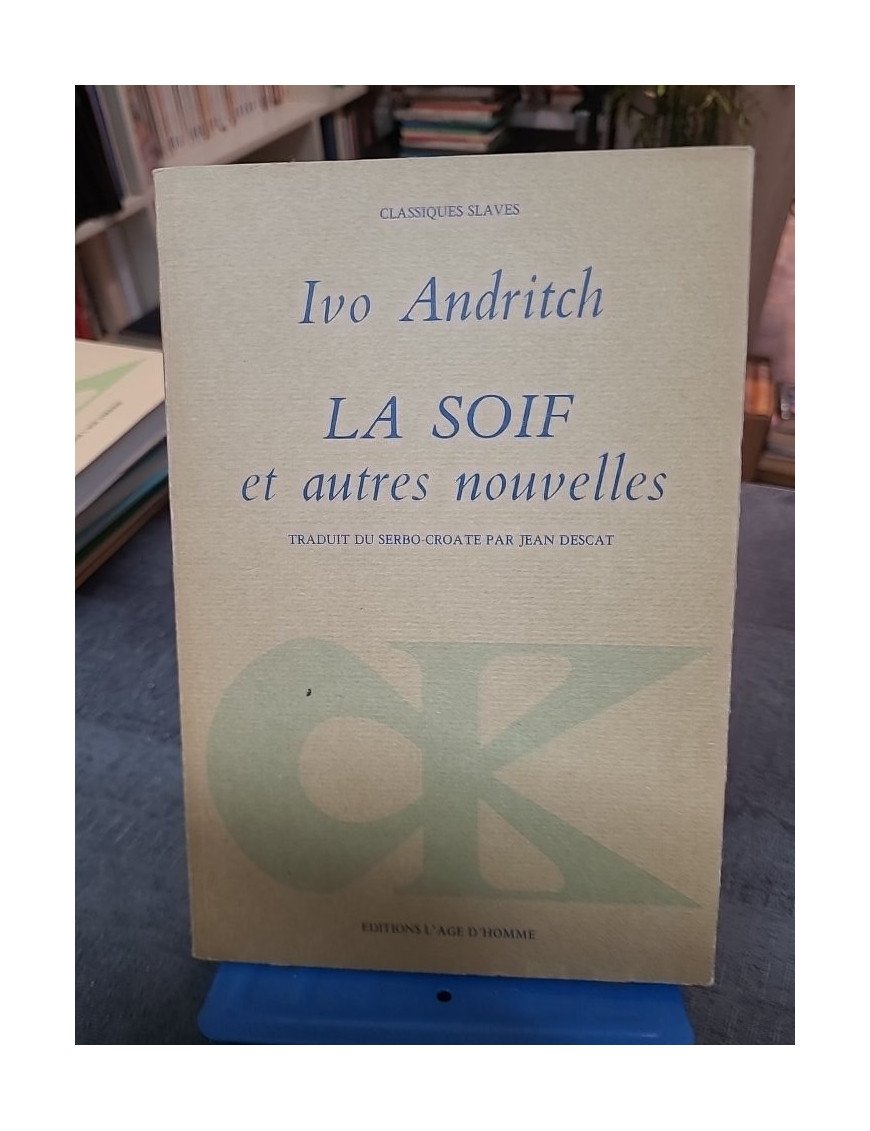 CLASSIQUES SLAVES
Ivo Andritch
LA SOIF
et autres nouvelles
TRADUIT DU SERBO-CROATE PAR JEAN DESCAT
CK
EDITIONS L'AGE D'HOMME